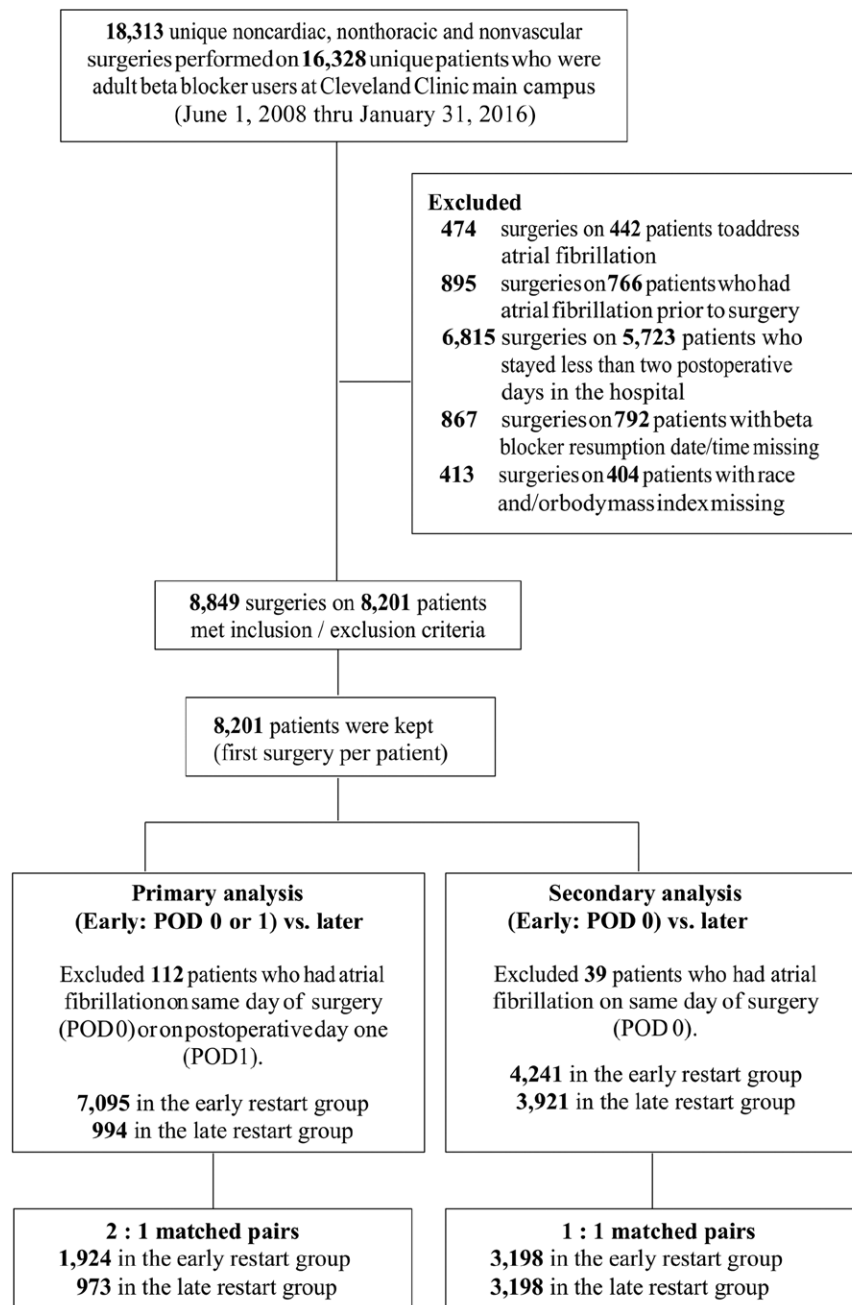 18,313 unique noncardiac, nonthoracic and nonvascular
surgeries performed on 16,328 unique patients who were
adult beta blocker users at Cleveland Clinic main campus
(June 1, 2008 thru January 31, 2016)
Excluded
474 surgeries on 442 patients to address
atrial fibrillation
895 surgeries on 766 patients who had
atrial fibrillation prior to surgery
6,815 surgeries on 5,723 patients who
stayed less than two postoperative
days in the hospital
867 surgeries on 792 patients with beta
blocker resumption date/time missing
413 surgeries on 404 patients with race
and/or body mass index missing
8,849 surgeries on 8,201 patients
met inclusion / exclusion criteria
8,201 patients were kept
(first surgery per patient)
Primary analysis
(Early: POD 0 or 1) vs. later
Excluded 112 patients who had atrial
fibrillation on same day of surgery
(POD 0) or on postoperative day one
(POD1).
7,095 in the early restart group
994 in the late restart group
Secondary analysis
(Early: POD 0) vs. later
Excluded 39 patients who had atrial
fibrillation on same day of surgery
(POD 0).
4,241 in the early restart group
3,921 in the late restart group
2 : 1 matched pairs
1,924 in the early restart group
973 in the late restart group
1 : 1 matched pairs
3,198 in the early restart group
3,198 in the late restart group